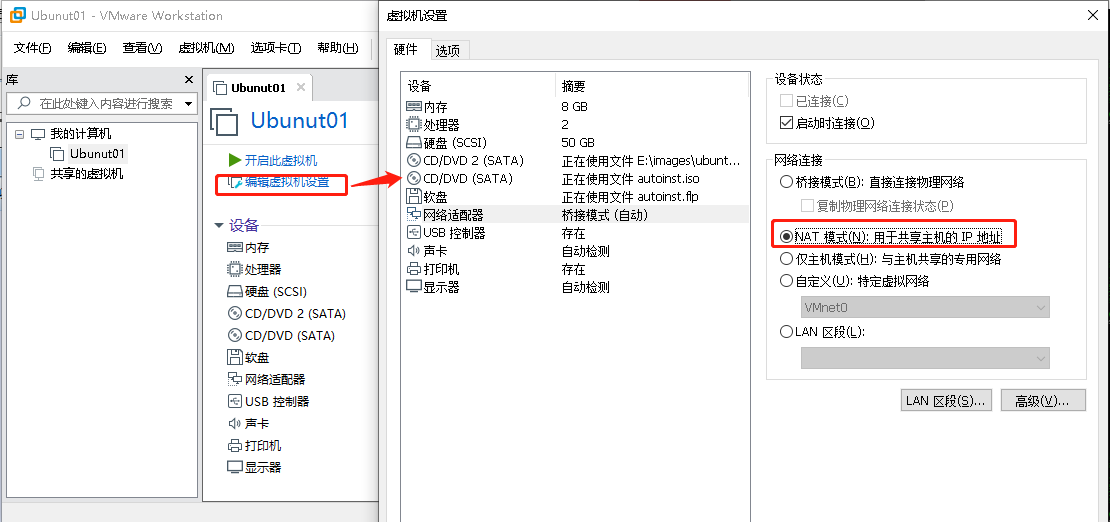 Ubunut01 - VMware Workstation
文件(F) 编辑(E) 查看(V) 虚拟机(M) 选项卡(T) 帮助(H)
库
在此处键入内容进行搜索
我的计算机
Ubunut01
共享的虚拟机
Ubunut01
Ubunut01
开启此虚拟机
编辑虚拟机设置
设备
内存
处理器
硬盘 (SCSI)
CD/DVD 2 (SATA)
CD/DVD (SATA)
软盘
网络适配器
USB 控制器
声卡
打印机
显示器
虚拟机设置
硬件 选项
设备 摘要
内存 8 GB
处理器 2
硬盘 (SCSI) 50 GB
CD/DVD 2 (SATA) 正在使用文件 E:\images\ubunt...
CD/DVD (SATA) 正在使用文件 autoinst.iso
软盘 正在使用文件 autoinst.flp
网络适配器 桥接模式 (自动)
USB 控制器 存在
声卡 自动检测
打印机 存在
显示器 自动检测
设备状态
已连接(C)
启动时连接(O)
网络连接
桥接模式(B): 直接连接物理网络
复制物理网络连接状态(P)
NAT 模式(N): 用于共享主机的 IP 地址
仅主机模式(H): 与主机共享的专用网络
自定义(U): 特定虚拟网络
VMnet0
LAN 区段(L):
LAN 区段(S)... 高级(V)...